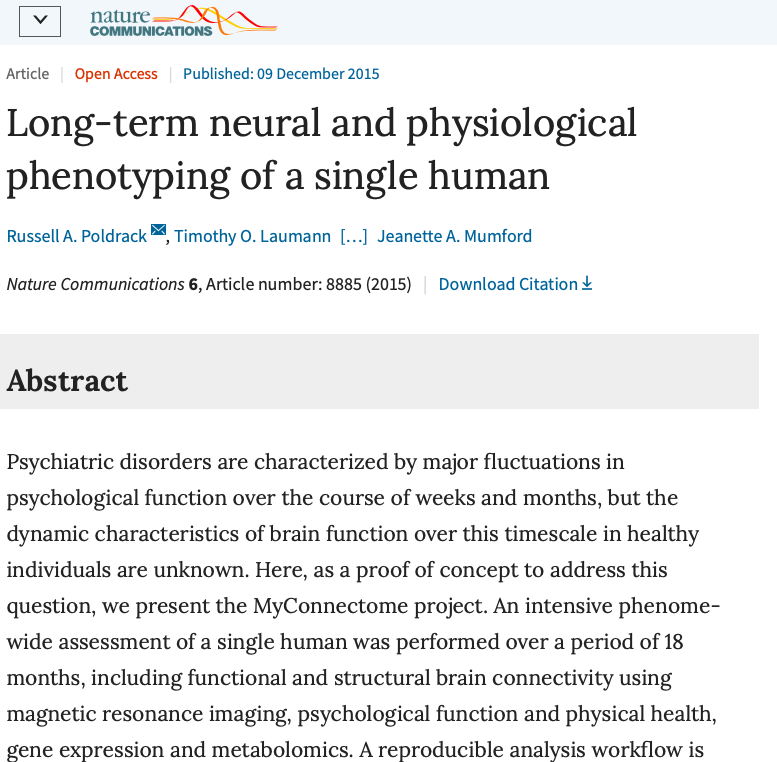 nature
COMMUNICATIONS
Article | Open Access | Published: 09 December 2015
Long-term neural and physiological
phenotyping of a single human
Russell A. Poldrack, Timothy O. Laumann […] Jeanette A. Mumford
Nature Communications 6, Article number: 8885 (2015) | Download Citation
Abstract
Psychiatric disorders are characterized by major fluctuations in
psychological function over the course of weeks and months, but the
dynamic characteristics of brain function over this timescale in healthy
individuals are unknown. Here, as a proof of concept to address this
question, we present the MyConnectome project. An intensive phenome-
wide assessment of a single human was performed over a period of 18
months, including functional and structural brain connectivity using
magnetic resonance imaging, psychological function and physical health,
gene expression and metabolomics. A reproducible analysis workflow is